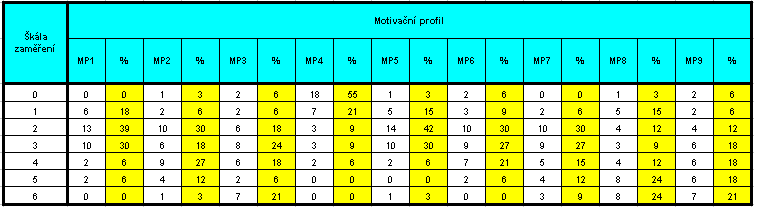 Škála zaměření Motivační profil
MP1 % MP2 % MP3 % MP4 % MP5 % MP6 % MP7 % MP8 % MP9 %
0 0 0 1 3 2 6 18 55 1 3 2 6 0 0 1 3 2 6
1 6 18 2 6 2 6 7 21 5 15 3 9 2 6 5 15 2 6
2 13 39 10 30 6 18 3 9 14 42 10 30 10 30 4 12 4 12
3 10 30 6 18 8 24 3 9 10 30 9 27 9 27 3 9 6 18
4 2 6 9 27 6 18 2 6 2 6 7 21 5 15 4 12 6 18
5 2 6 4 12 2 6 0 0 0 0 2 6 4 12 8 24 6 18
6 0 0 1 3 7 21 0 0 1 3 0 0 3 9 8 24 7 21